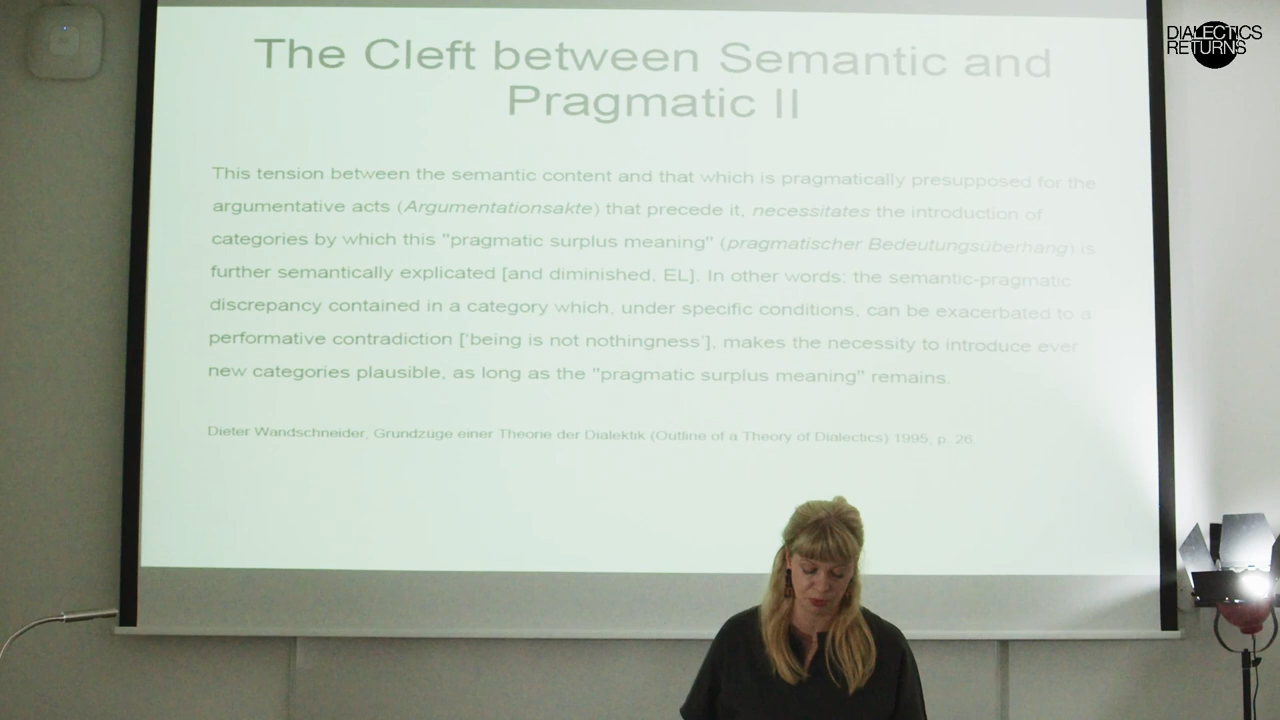 DIALECTICS
RETURNS
The Cleft between Semantic and
Pragmatic II
This tension between the semantic content and that which is pragmatically presupposed for the
argumentative acts (Argumentationsakte) that precede it, necessitates the introduction of
categories by which this "pragmatic surplus meaning" (pragmatischer Bedeutungsüberhang) is
further semantically explicated [and diminished, EL]. In other words: the semantic-pragmatic
discrepancy contained in a category which, under specific conditions, can be exacerbated to a
performative contradiction ['being is not nothingness'], makes the necessity to introduce ever
new categories plausible, as long as the "pragmatic surplus meaning" remains.
Dieter Wandschneider, Grundzüge einer Theorie der Dialektik (Outline of a Theory of Dialectics) 1995, p. 26